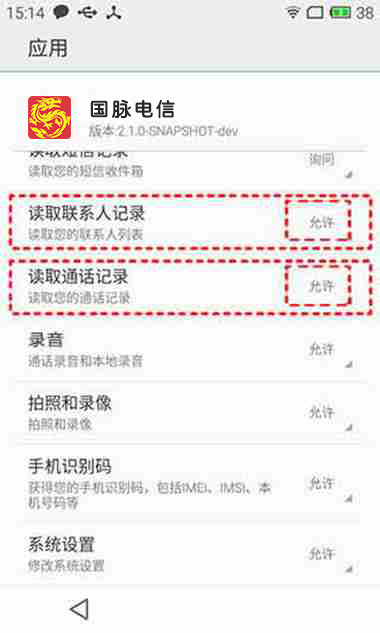 15:14
38
应用
国脉电信
版本:2.1.0-SNAPSHOT-dev
读取短信记录
询问
读取您的短信收件箱
读取联系人记录
允许
读取您的联系人列表
读取通话记录
允许
读取您的通话记录
录音
允许
通话录音和本地录音
拍照和录像
允许
拍照和录像
手机识别码
允许
获得您的手机识别码，包括IMEI、IMSI、本
机号码等
系统设置
允许
修改系统设置